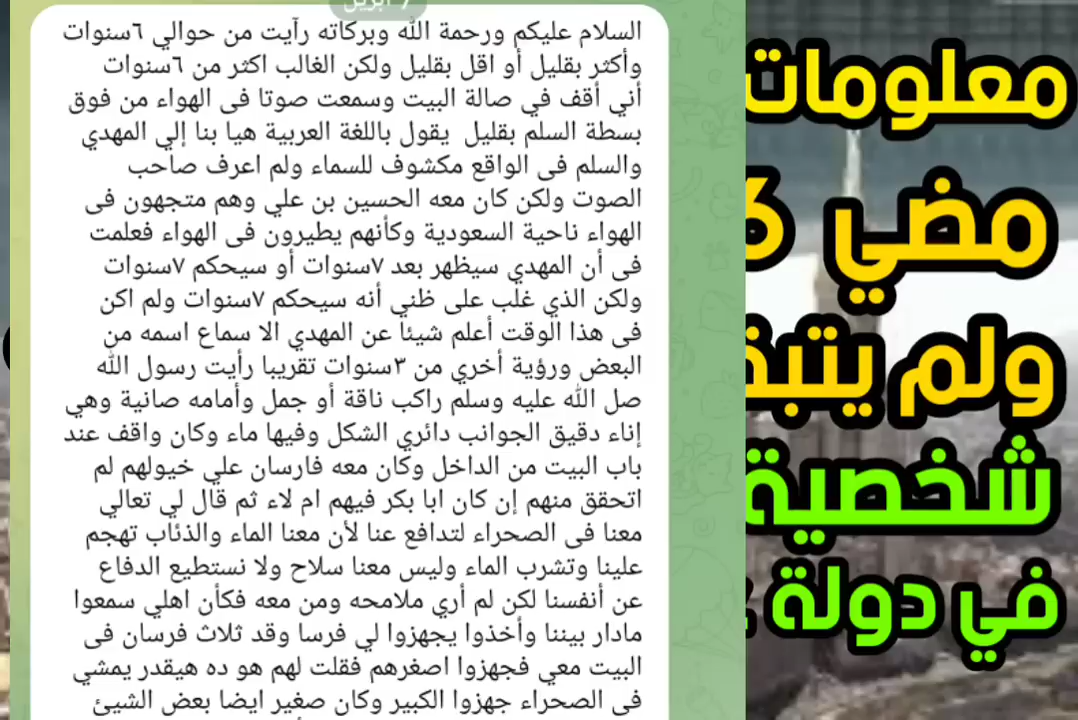 7 ابريل
السلام عليكم ورحمة الله وبركاته رآيت من حوالي ٦سنوات
وأكثر بقليل أو اقل بقليل ولكن الغالب اكثر من ٦سنوات
أني أقف في صالة البيت وسمعت صوتا فى الهواء من فوق
بسطة السلم بقليل يقول باللغة العربية هيا بنا إلي المهدي
والسلم فى الواقع مكشوف للسماء ولم اعرف صاحب
الصوت ولكن كان معه الحسين بن علي وهم متجهون فى
الهواء ناحية السعودية وكأنهم يطيرون فى الهواء فعلمت
فى أن المهدي سيظهر بعد ٧سنوات أو سيحكم ٧سنوات
ولكن الذي غلب على ظني أنه سيحكم ٧سنوات ولم اكن
فى هذا الوقت أعلم شيئا عن المهدي الا سماع اسمه من
البعض ورؤية أخري من ٣سنوات تقريبا رأيت رسول الله
صل الله عليه وسلم راكب ناقة أو جمل وأمامه صانية وهي
إناء دقيق الجوانب دائري الشكل وفيها ماء وكان واقف عند
باب البيت من الداخل وكان معه فارسان علي خيولهم لم
اتحقق منهم إن كان ابا بكر فيهم ام لاء ثم قال لي تعالي
معنا فى الصحراء لتدافع عنا لأن معنا الماء والذئاب تهجم
علينا وتشرب الماء وليس معنا سلاح ولا نستطيع الدفاع
عن أنفسنا لكن لم أري ملامحه ومن معه فكأن اهلي سمعوا
مادار بيننا وأخذوا يجهزوا لي فرسا وقد ثلاث فرسان فى
البيت معي فجهزوا اصغرهم فقلت لهم هو ده هيقدر يمشي
فى الصحراء جهزوا الكبير وكان صغير ايضا بعض الشيئ
معلومات
مضي 6
ولم يتبق
شخصية
في دولة